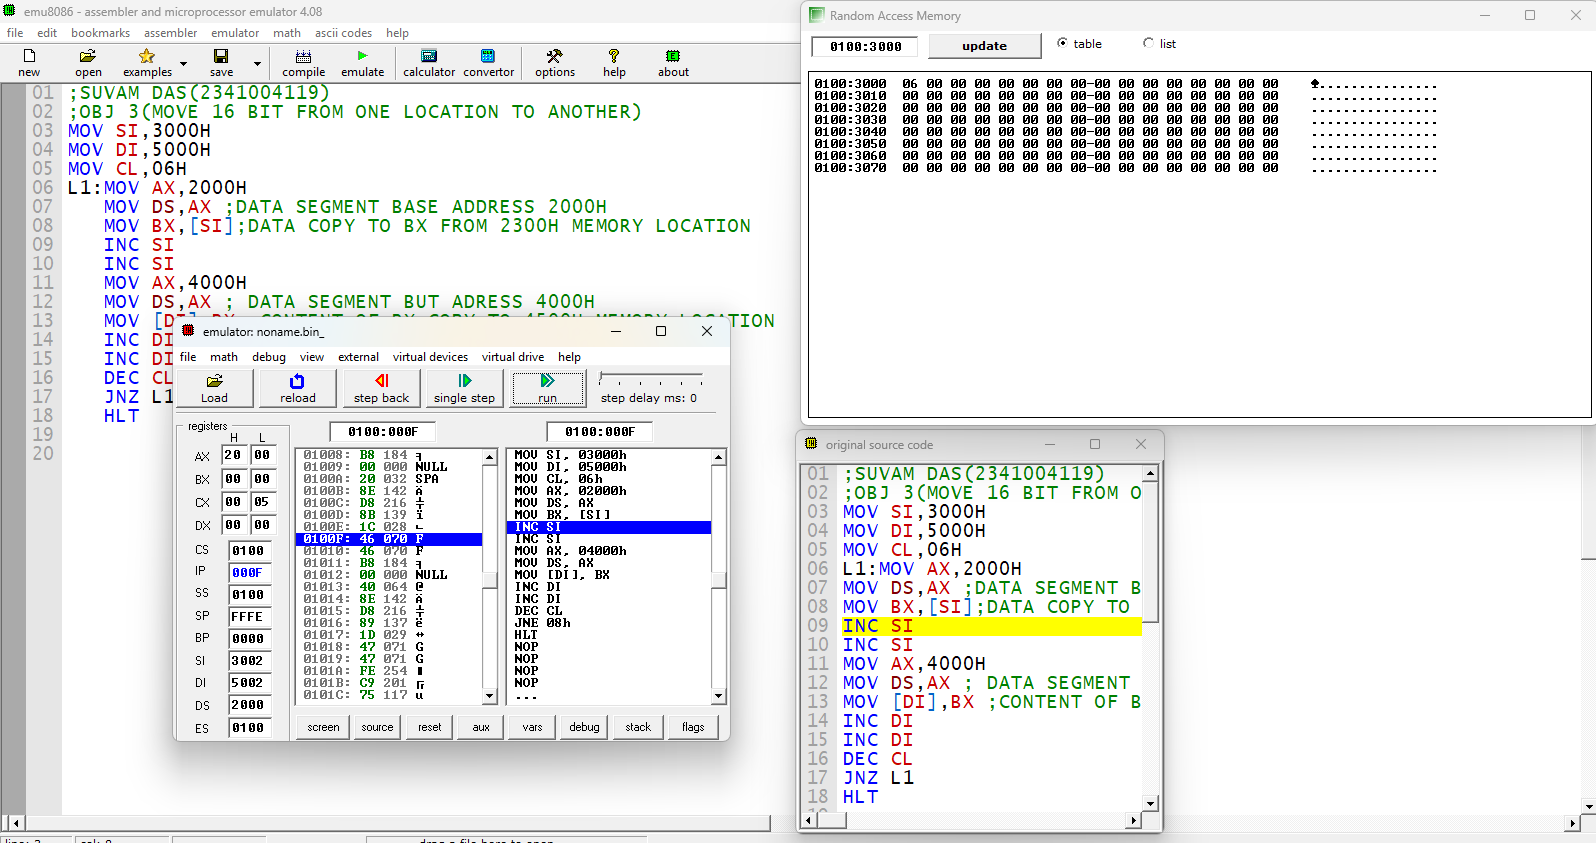 emu8086 - assembler and microprocessor emulator 4.08
file edit bookmarks assembler emulator math ascii codes help
new open examples save compile emulate calculator convertor options help about
01 ;SUVAM DAS(2341004119)
02 ;OBJ 3(MOVE 16 BIT FROM ONE LOCATION TO ANOTHER)
03 MOV SI,3000H
04 MOV DI,5000H
05 MOV CL,06H
06 L1:MOV AX,2000H
07 MOV DS,AX ;DATA SEGMENT BASE ADDRESS 2000H
08 MOV BX,[SI];DATA COPY TO BX FROM 2300H MEMORY LOCATION
09 INC SI
10 INC SI
11 MOV AX,4000H
12 MOV DS,AX ; DATA SEGMENT BUT ADRESS 4000H
13 MOV [DI],BX ;CONTENT OF BX COPY TO 4500H MEMORY LOCATION
14 INC DI
15 INC DI
16 DEC CL
17 JNZ L1
18 HLT
19
20
emulator: noname.bin_
file math debug view external virtual devices virtual drive help
Load reload step back single step run step delay ms: 0
registers
H L
AX 20 00
BX 00 00
CX 00 05
DX 00 00
CS 0100
IP 000F
SS 0100
SP FFFE
BP 0000
SI 3002
DI 5002
DS 2000
ES 0100
0100:000F
01008: B8 184 ╕
01009: 00 000 NULL
0100A: 20 032 SPA
0100B: 8E 142 Ä
0100C: D8 216 ╪
0100D: 8B 139 ï
0100E: 1C 028 ∟
0100F: 46 070 F
01010: 46 070 F
01011: B8 184 ╕
01012: 00 000 NULL
01013: 40 064 @
01014: 8E 142 Ä
01015: D8 216 ╪
01016: 89 137 ë
01017: 1D 029 ↔
01018: 47 071 G
01019: 47 071 G
0101A: FE 254 ■
0101B: C9 201 ╔
0101C: 75 117 u
0100:000F
MOV SI, 03000h
MOV DI, 05000h
MOV CL, 06h
MOV AX, 02000h
MOV DS, AX
MOV BX, [SI]
INC SI
INC SI
MOV AX, 04000h
MOV DS, AX
MOV [DI], BX
INC DI
INC DI
DEC CL
JNE 08h
HLT
NOP
NOP
NOP
NOP
...
screen source reset aux vars debug stack flags
Random Access Memory
0100:3000 update table list
0100:3000 06 00 00 00 00 00 00 00-00 00 00 00 00 00 00 00 ♠...............
0100:3010 00 00 00 00 00 00 00 00-00 00 00 00 00 00 00 00 ................
0100:3020 00 00 00 00 00 00 00 00-00 00 00 00 00 00 00 00 ................
0100:3030 00 00 00 00 00 00 00 00-00 00 00 00 00 00 00 00 ................
0100:3040 00 00 00 00 00 00 00 00-00 00 00 00 00 00 00 00 ................
0100:3050 00 00 00 00 00 00 00 00-00 00 00 00 00 00 00 00 ................
0100:3060 00 00 00 00 00 00 00 00-00 00 00 00 00 00 00 00 ................
0100:3070 00 00 00 00 00 00 00 00-00 00 00 00 00 00 00 00 ................
original source code
01 ;SUVAM DAS(2341004119)
02 ;OBJ 3(MOVE 16 BIT FROM O
03 MOV SI,3000H
04 MOV DI,5000H
05 MOV CL,06H
06 L1:MOV AX,2000H
07 MOV DS,AX ;DATA SEGMENT B
08 MOV BX,[SI];DATA COPY TO
09 INC SI
10 INC SI
11 MOV AX,4000H
12 MOV DS,AX ; DATA SEGMENT
13 MOV [DI],BX ;CONTENT OF B
14 INC DI
15 INC DI
16 DEC CL
17 JNZ L1
18 HLT
drag a file here to open